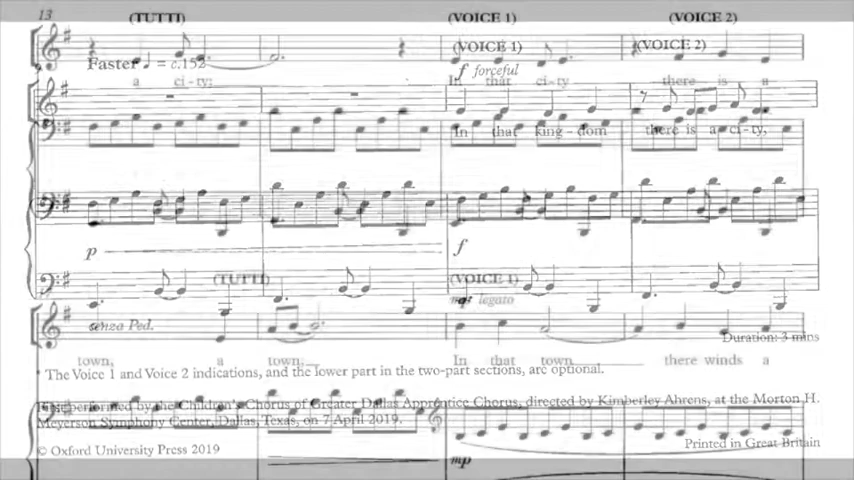 13 (TUTTI) (VOICE 1) (VOICE 2)
(VOICE 1) (VOICE 2)
Faster ♩ = c.152
f forceful
a ci-ty; In that ci-ty there is a
In that king-dom there is a ci-ty,
p f
(TUTTI) (VOICE 1)
mp legato
senza Ped.
Duration: 3 mins
town, a town; In that town there winds a
* The Voice 1 and Voice 2 indications, and the lower part in the two-part sections, are optional.
First performed by the Children's Chorus of Greater Dallas Apprentice Chorus, directed by Kimberley Ahrens, at the Morton H.
Meyerson Symphony Center, Dallas, Texas, on 7 April 2019.
© Oxford University Press 2019 Printed in Great Britain
mp